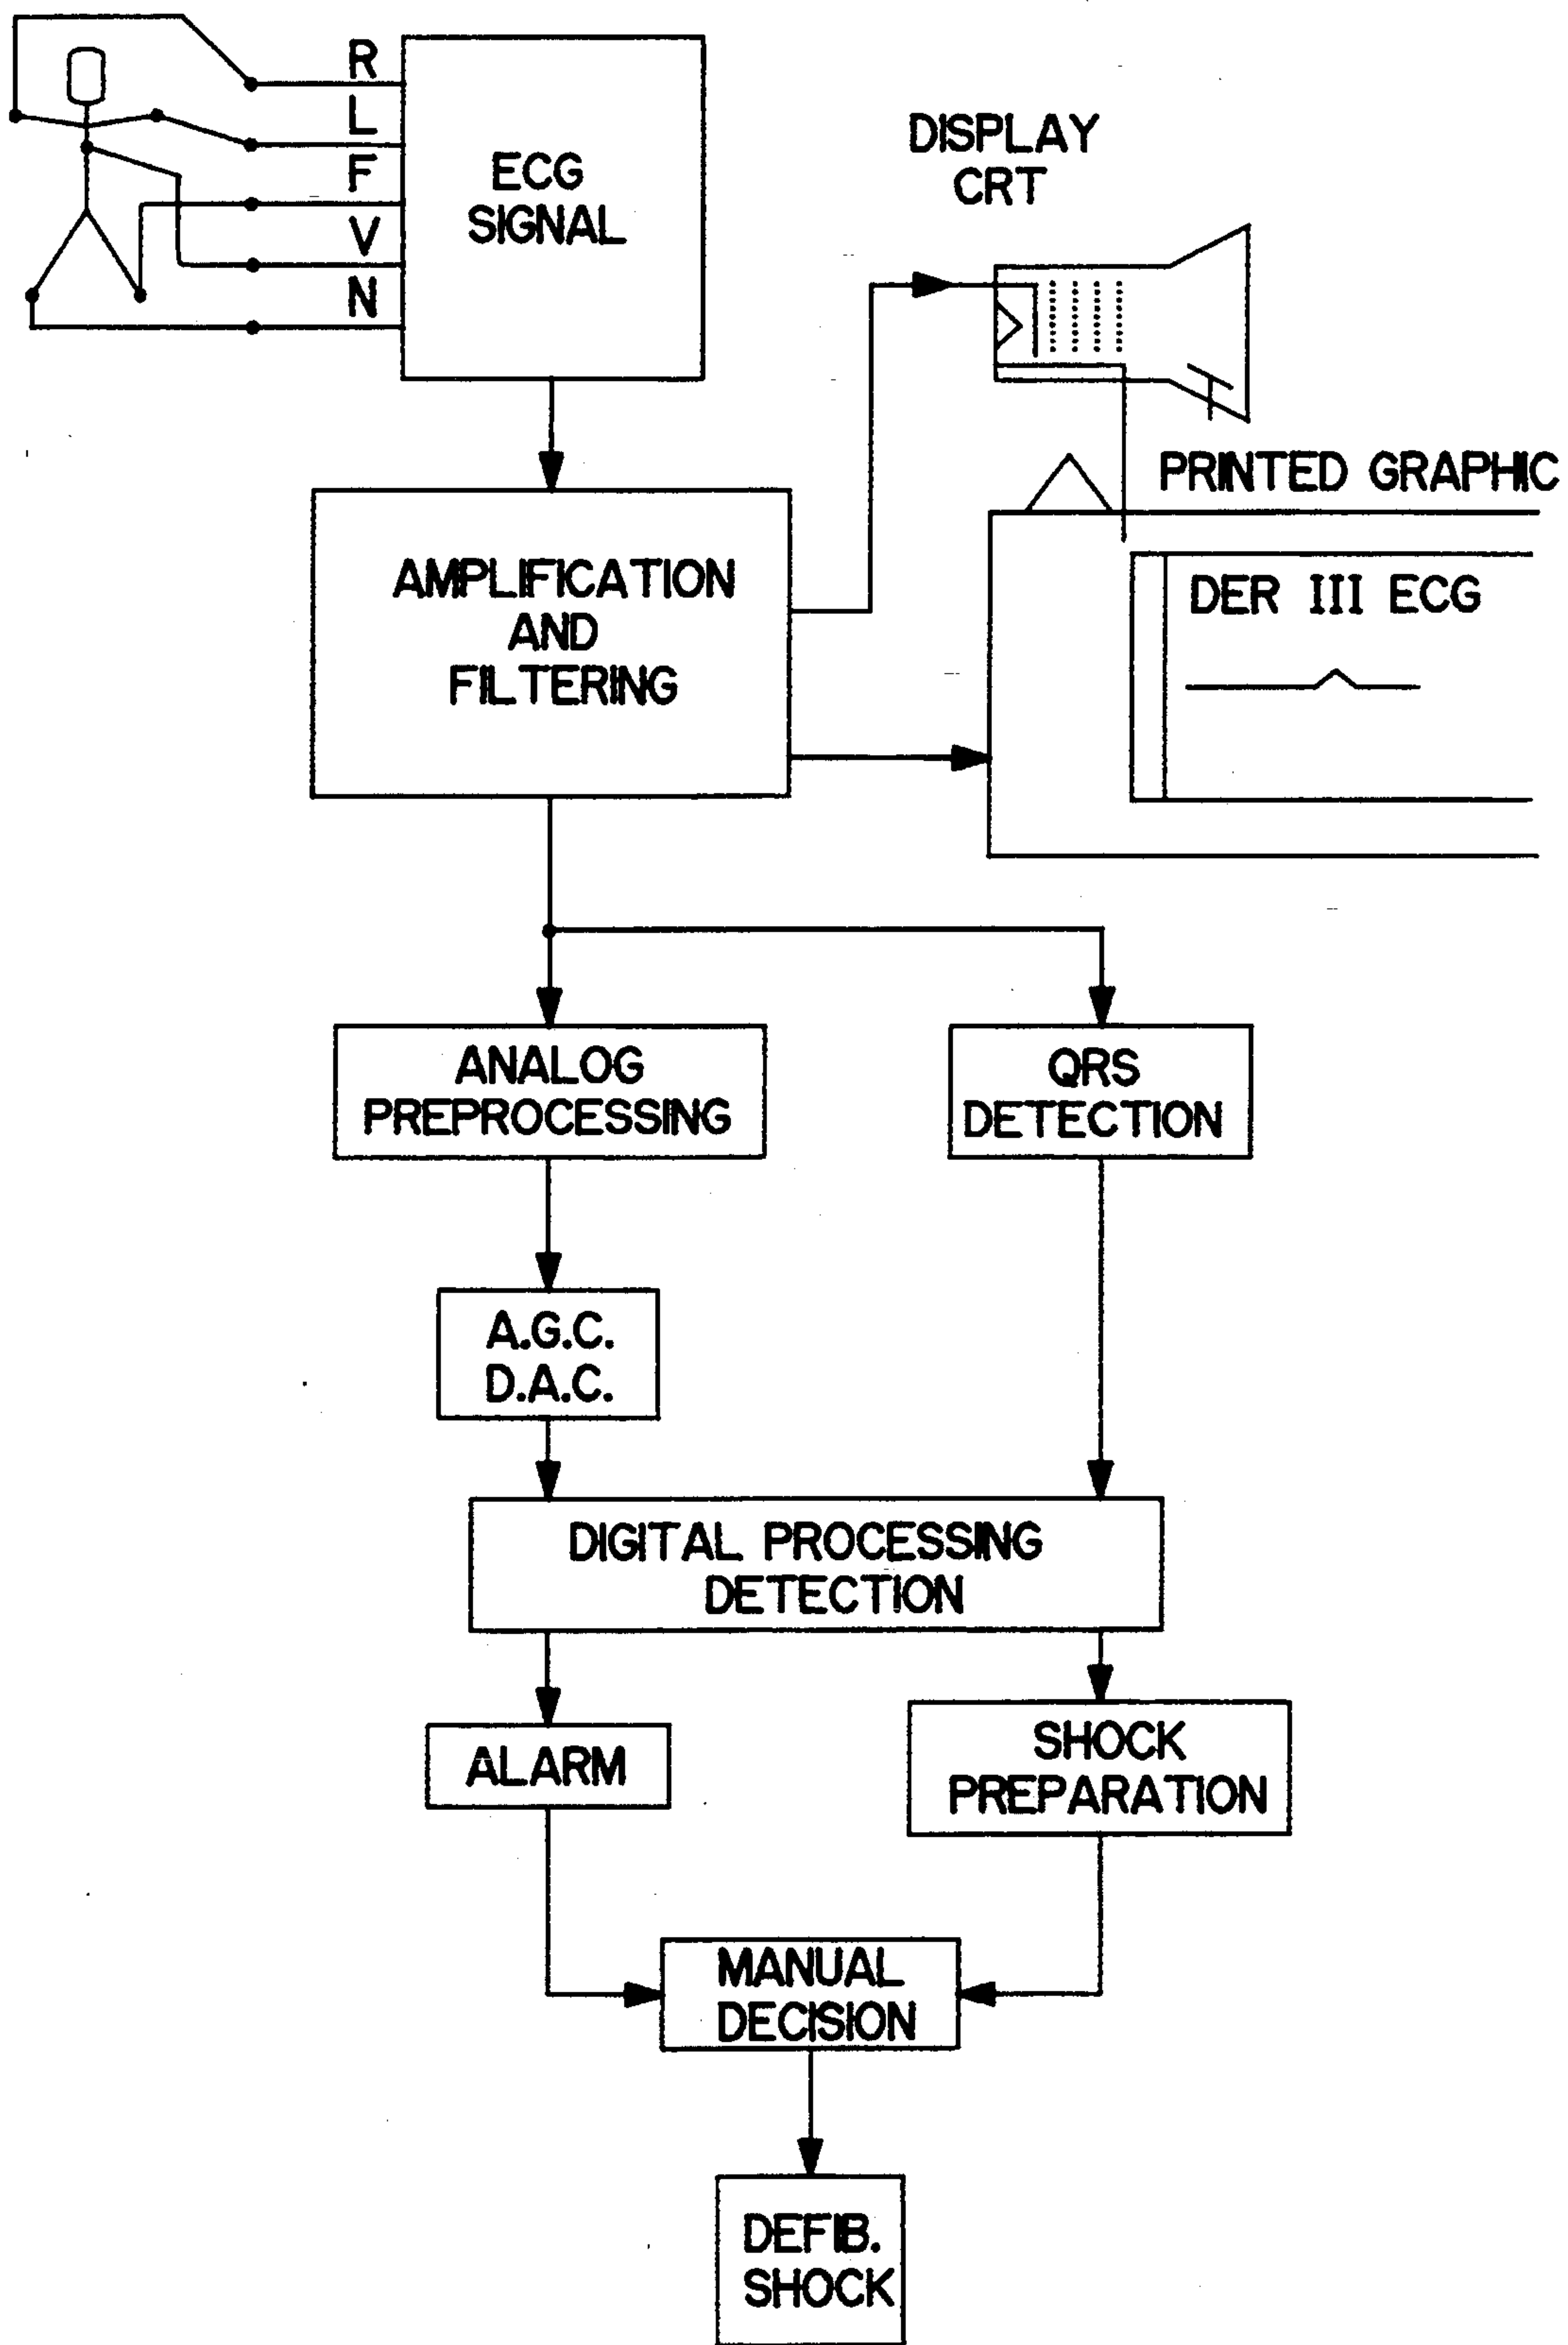 R
L
F
V
N
ECG
SIGNAL
DISPLAY
CRT
PRINTED GRAPHIC
DER III ECG
AMPLIFICATION
AND
FILTERING
ANALOG
PREPROCESSING
QRS
DETECTION
A.G.C.
D.A.C.
DIGITAL PROCESSING
DETECTION
ALARM
SHOCK
PREPARATION
MANUAL
DECISION
DEFIB.
SHOCK